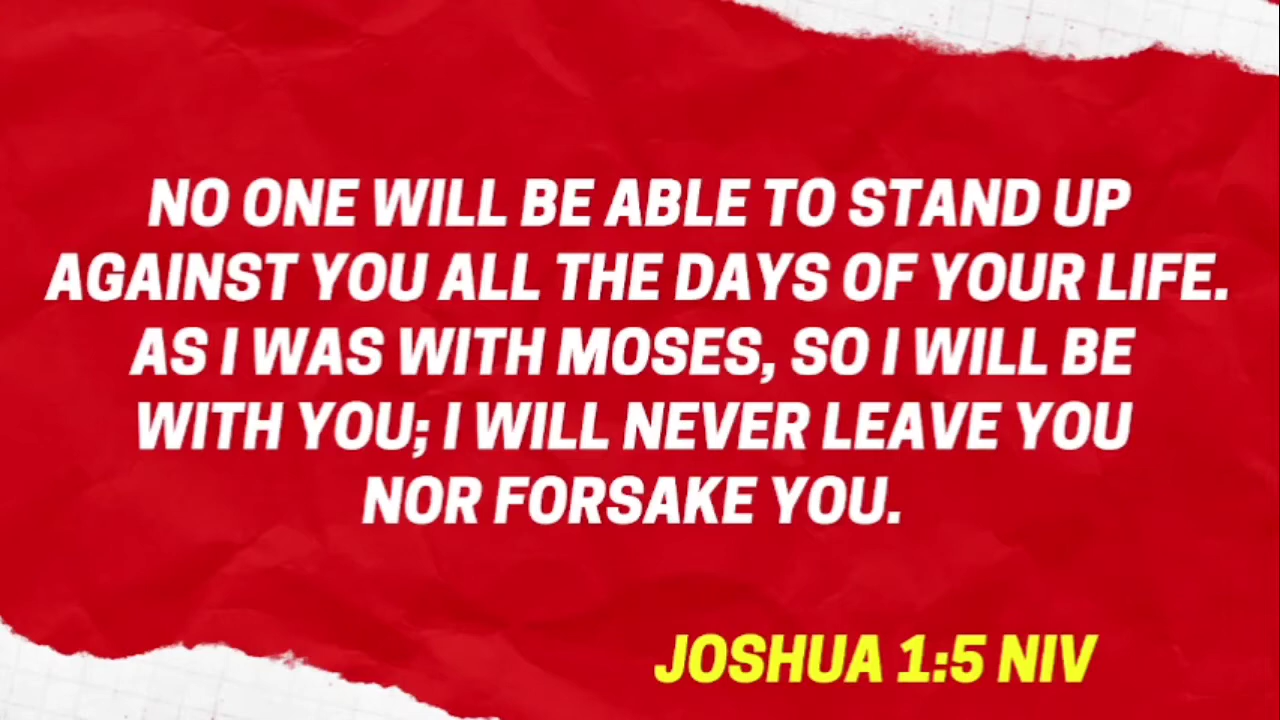 NO ONE WILL BE ABLE TO STAND UP
AGAINST YOU ALL THE DAYS OF YOUR LIFE.
AS I WAS WITH MOSES, SO I WILL BE
WITH YOU; I WILL NEVER LEAVE YOU
NOR FORSAKE YOU.
JOSHUA 1:5 NIV